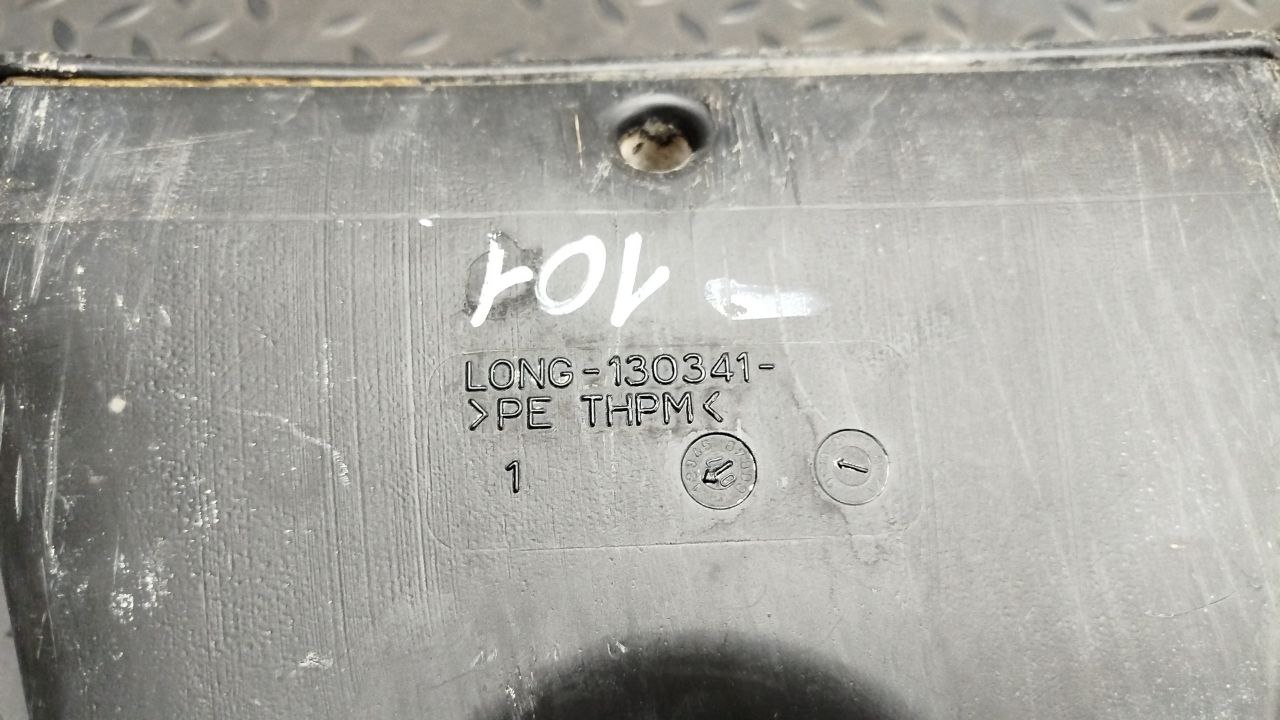 101 -
LONG-130341-
>PE THPM<
1